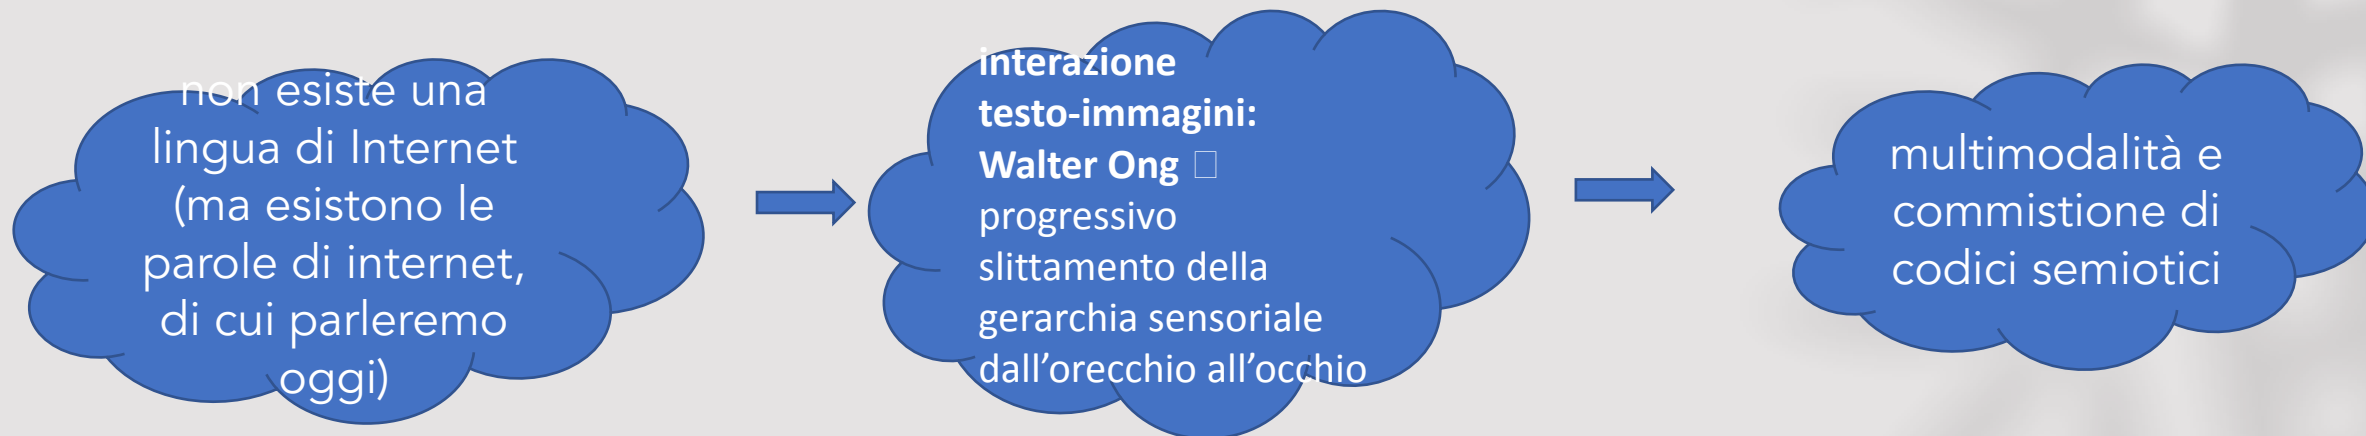 non esiste una
lingua di Internet
(ma esistono le
parole di internet,
di cui parleremo
oggi)
interazione
testo-immagini:
Walter Ong □
progressivo
slittamento della
gerarchia sensoriale
dall’orecchio all’occhio
multimodalità e
commistione di
codici semiotici